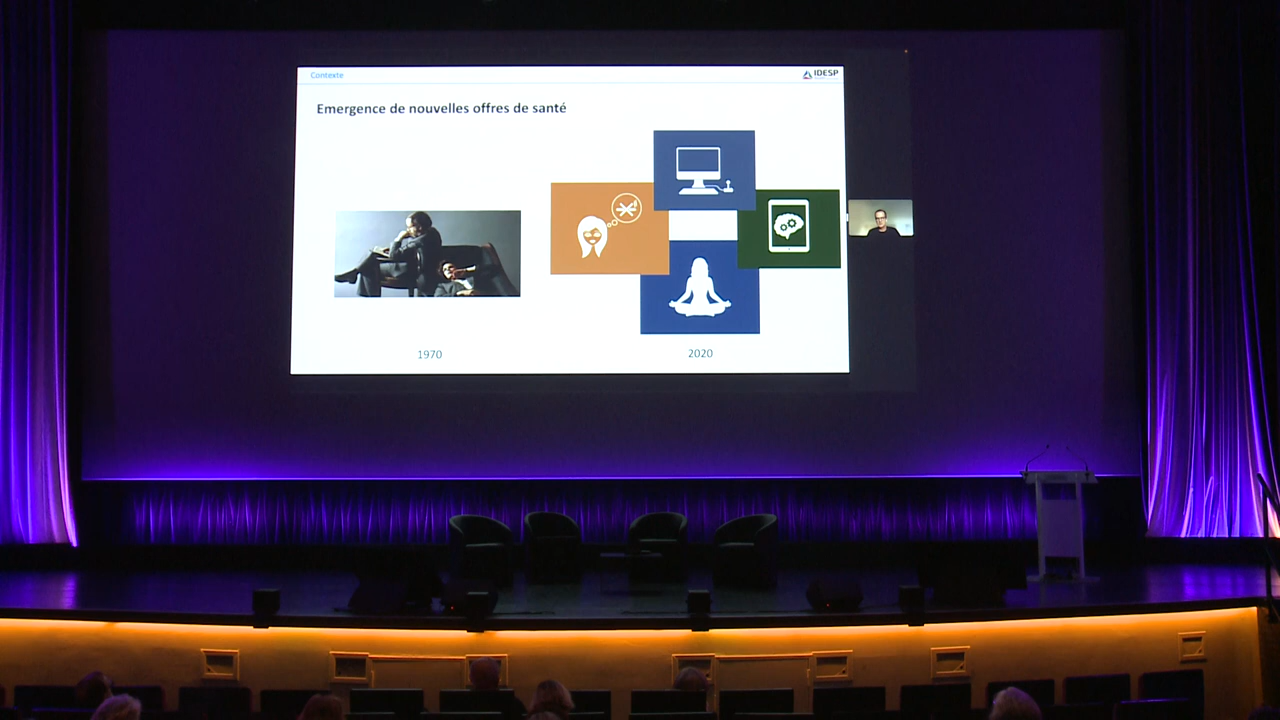 Contexte
IDESP
Emergence de nouvelles offres de santé
1970
2020